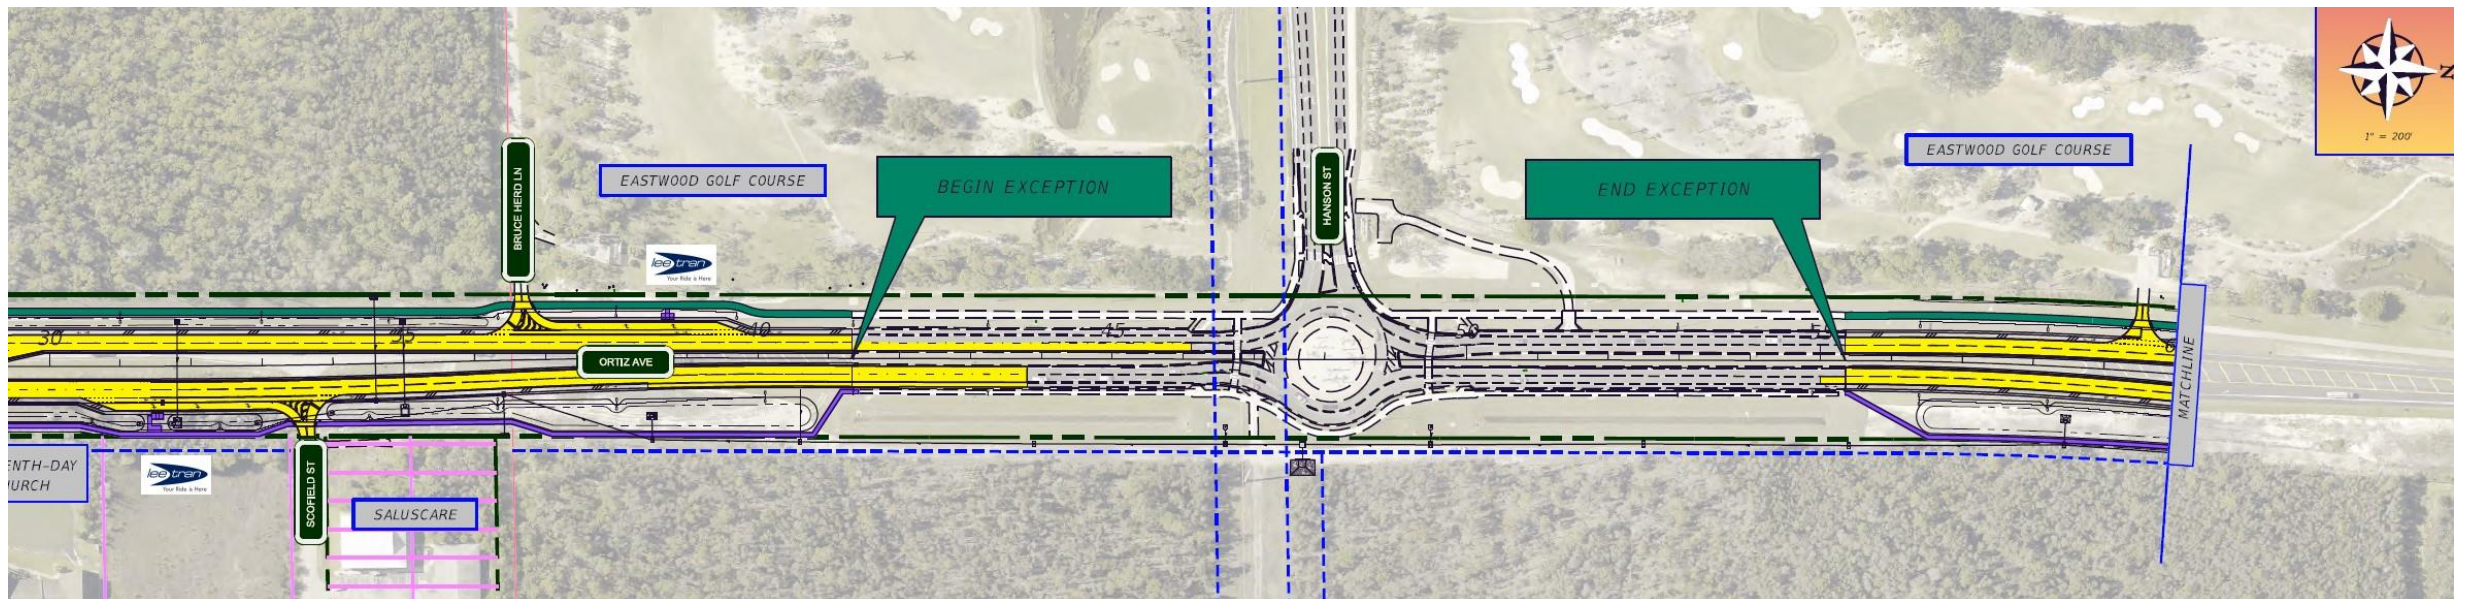 N
1" = 200'
EASTWOOD GOLF COURSE
BRUCE HERD LN
EASTWOOD GOLF COURSE
BEGIN EXCEPTION
HANSON ST
END EXCEPTION
lee tran
Your Ride is Here
30
35
40
45
50
ORTIZ AVE
MATCHLINE
ENTH-DAY
URCH
lee tran
Your Ride is Here
SCOFIELD ST
SALUSCARE